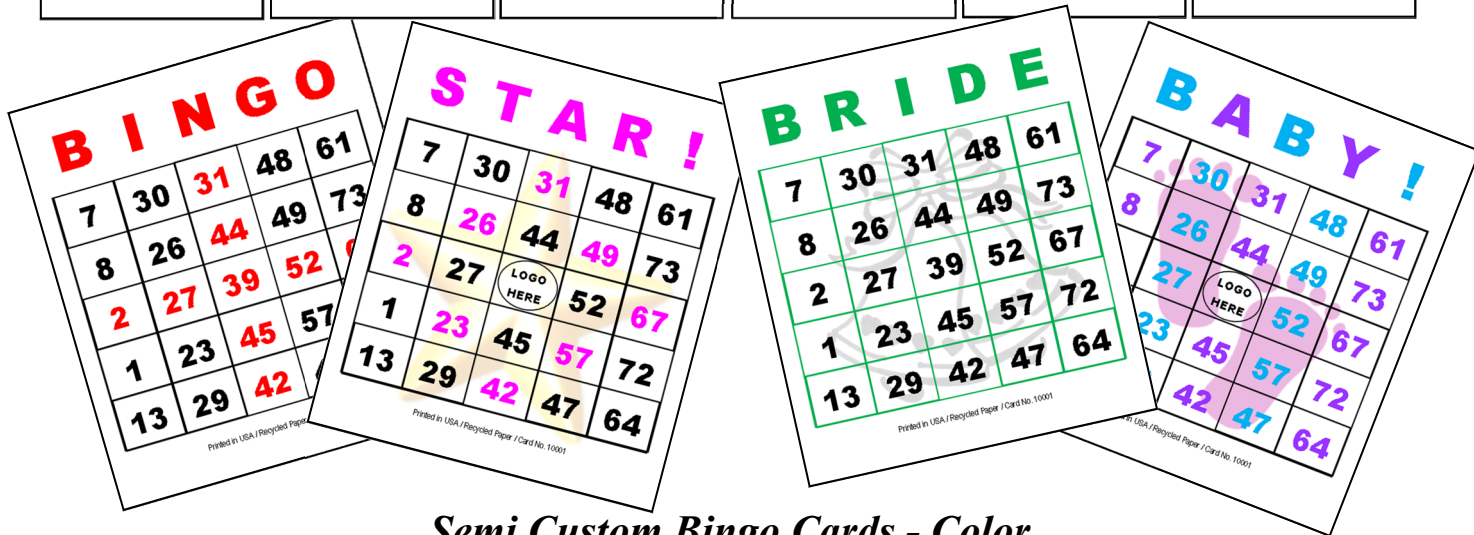 BINGO
7 30 31 48 61
8 26 44 49 73
2 27 39 52
1 23 45 57
13 29 42
Printed in USA / Recycled Paper
STAR!
7 30 31 48 61
8 26 44 49 73
2 27 LOGO HERE 52 67
1 23 45 57 72
13 29 42 47 64
Printed in USA / Recycled Paper / Card No. 10001
BRIDE
7 30 31 48 61
8 26 44 49 73
2 27 39 52 67
1 23 45 57 72
13 29 42 47 64
Printed in USA / Recycled Paper / Card No. 10001
BABY!
7 30 31 48 61
8 26 44 49 73
27 LOGO HERE 52 67
23 45 57 72
42 47 64
USA / Recycled Paper / Card No. 10001
Semi Custom Bingo Cards - Color